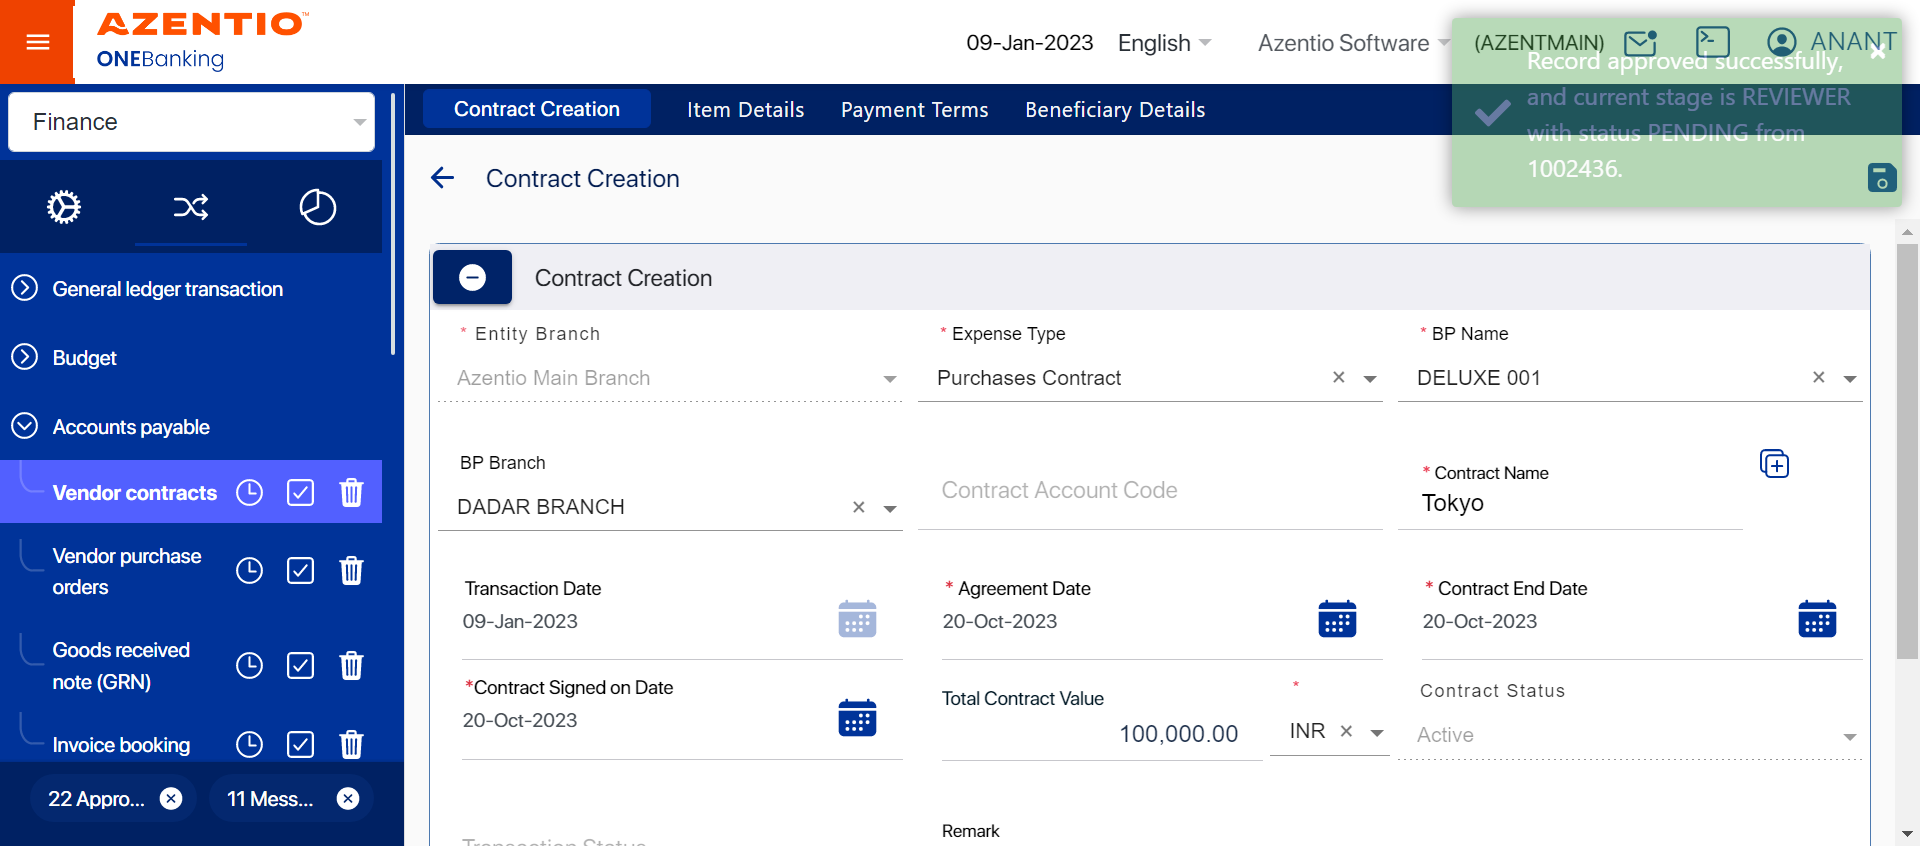 AZENTIO™
ONEBanking
09-Jan-2023 English Azentio Software (AZENTMAIN) ANANT
Record approved successfully,
and current stage is REVIEWER
with status PENDING from
1002436.
Finance
Contract Creation Item Details Payment Terms Beneficiary Details
Contract Creation
General ledger transaction
Budget
Accounts payable
Vendor contracts
Vendor purchase
orders
Goods received
note (GRN)
Invoice booking
22 Appro...
11 Mess...
Contract Creation
* Entity Branch
Azentio Main Branch
* Expense Type
Purchases Contract
* BP Name
DELUXE 001
BP Branch
DADAR BRANCH
Contract Account Code
* Contract Name
Tokyo
Transaction Date
09-Jan-2023
* Agreement Date
20-Oct-2023
* Contract End Date
20-Oct-2023
*Contract Signed on Date
20-Oct-2023
Total Contract Value
100,000.00
*
INR
Contract Status
Active
Transaction Status
Remark